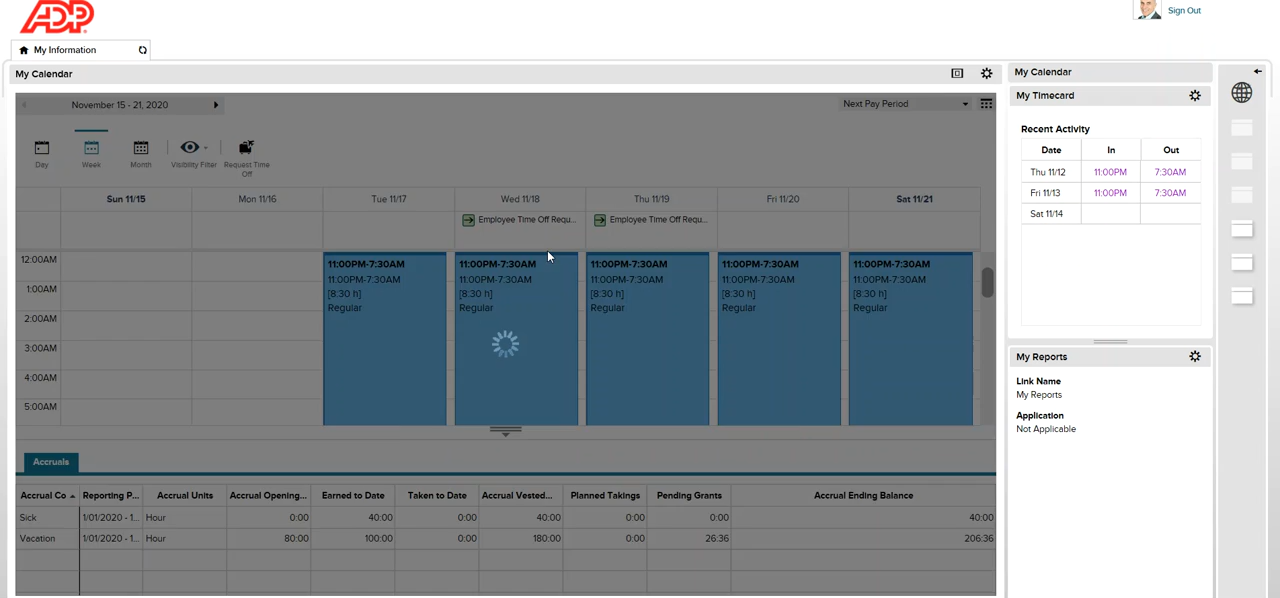 ADP
Sign Out
My Information
My Calendar
November 15 - 21, 2020
Next Pay Period
Day Week Month Visibility Filter Request Time Off
Sun 11/15 Mon 11/16 Tue 11/17 Wed 11/18 Thu 11/19 Fri 11/20 Sat 11/21
Employee Time Off Requ... Employee Time Off Requ...
12:00AM 11:00PM-7:30AM 11:00PM-7:30AM 11:00PM-7:30AM 11:00PM-7:30AM 11:00PM-7:30AM
11:00PM-7:30AM 11:00PM-7:30AM 11:00PM-7:30AM 11:00PM-7:30AM 11:00PM-7:30AM
1:00AM [8:30 h] [8:30 h] [8:30 h] [8:30 h] [8:30 h]
Regular Regular Regular Regular Regular
2:00AM
3:00AM
4:00AM
5:00AM
Accruals
Accrual Co Reporting P... Accrual Units Accrual Opening... Earned to Date Taken to Date Accrual Vested... Planned Takings Pending Grants Accrual Ending Balance
Sick 1/01/2020 - 1... Hour 0:00 40:00 0:00 40:00 0:00 0:00 40:00
Vacation 1/01/2020 - 1... Hour 80:00 100:00 0:00 180:00 0:00 26:36 206:36
My Calendar
My Timecard
Recent Activity
Date In Out
Thu 11/12 11:00PM 7:30AM
Fri 11/13 11:00PM 7:30AM
Sat 11/14
My Reports
Link Name
My Reports
Application
Not Applicable